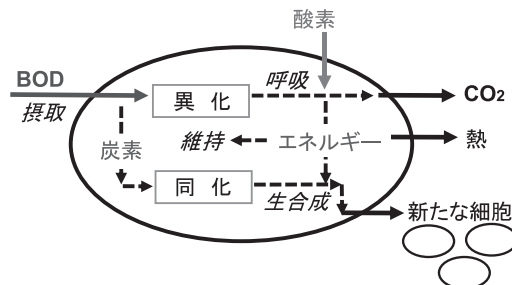 酸素
BOD
摂取
異 化
呼吸
CO2
炭素
維持
エネルギー
熱
同 化
生合成
新たな細胞